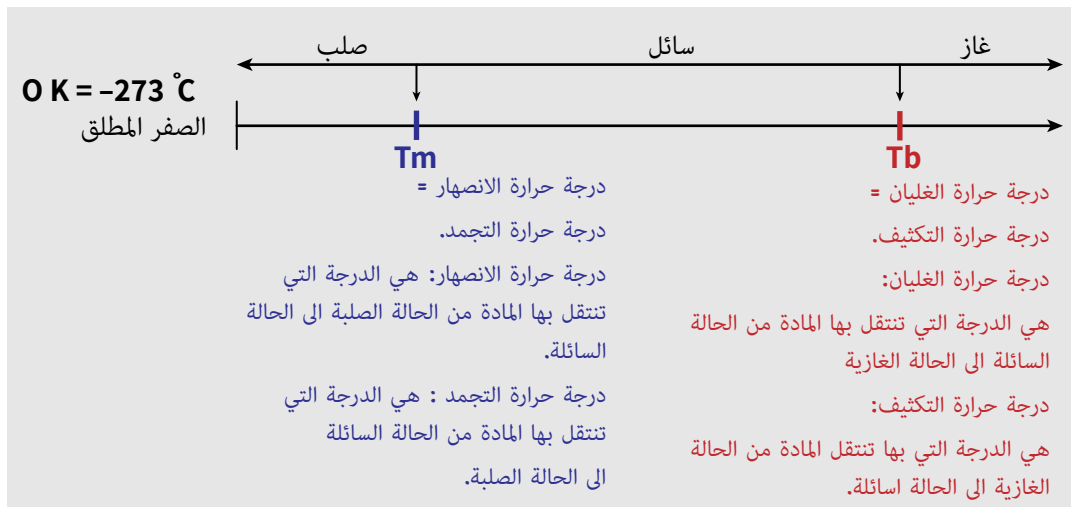 غاز
سائل
صلب
O K = –273 °C
الصفر المطلق
Tm
Tb
درجة حرارة الغليان =
درجة حرارة التكثيف.
درجة حرارة الغليان:
هي الدرجة التي تنتقل بها المادة من الحالة
السائلة الى الحالة الغازية
درجة حرارة التكثيف:
هي الدرجة التي بها تنتقل المادة من الحالة
الغازية الى الحالة اسائلة.
درجة حرارة الانصهار =
درجة حرارة التجمد.
درجة حرارة الانصهار: هي الدرجة التي
تنتقل بها المادة من الحالة الصلبة الى الحالة
السائلة.
درجة حرارة التجمد : هي الدرجة التي
تنتقل بها المادة من الحالة السائلة
الى الحالة الصلبة.